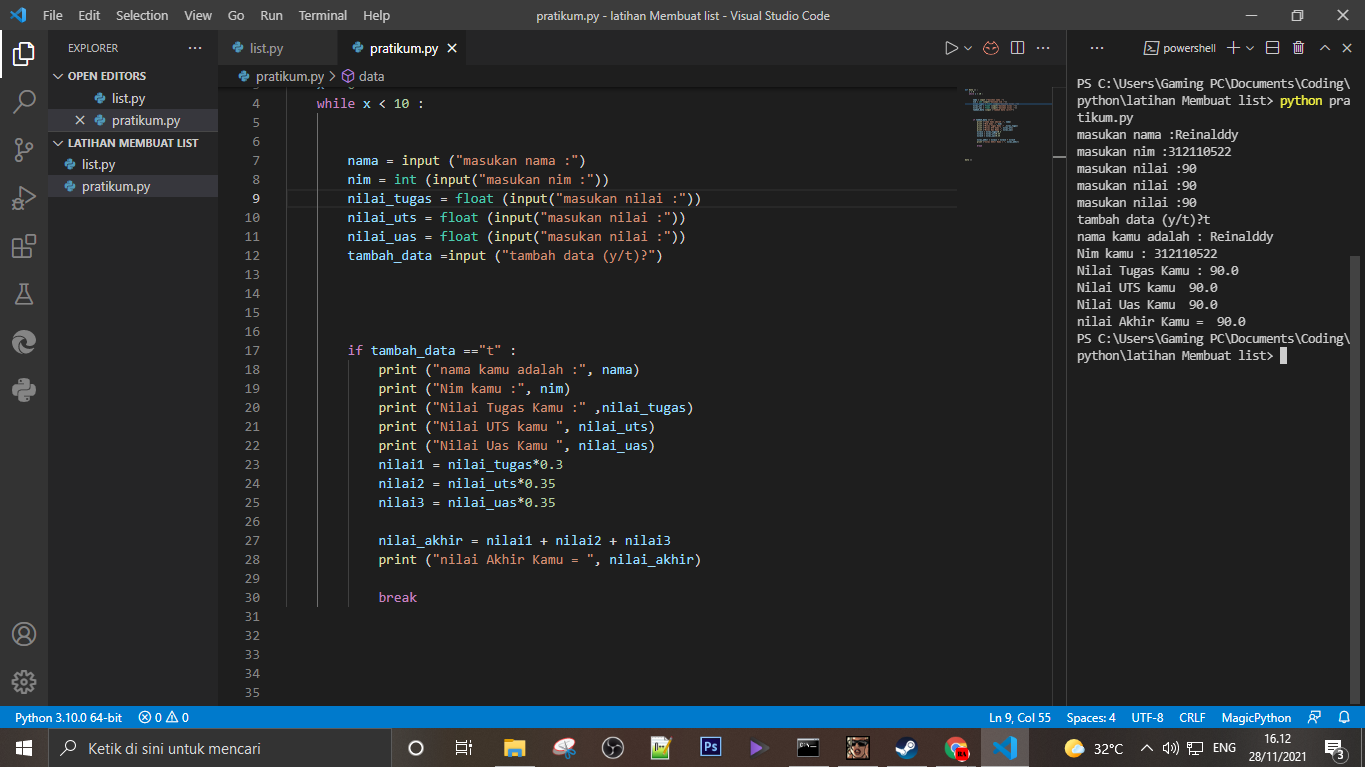 File Edit Selection View Go Run Terminal Help
pratikum.py - latihan Membuat list - Visual Studio Code
EXPLORER
OPEN EDITORS
list.py
pratikum.py
LATIHAN MEMBUAT LIST
list.py
pratikum.py
list.py
pratikum.py
pratikum.py > data
4 while x < 10 :
5
6
7 nama = input ("masukan nama :")
8 nim = int (input("masukan nim :"))
9 nilai_tugas = float (input("masukan nilai :"))
10 nilai_uts = float (input("masukan nilai :"))
11 nilai_uas = float (input("masukan nilai :"))
12 tambah_data =input ("tambah data (y/t)?")
13
14
15
16
17 if tambah_data =="t" :
18 print ("nama kamu adalah :", nama)
19 print ("Nim kamu :", nim)
20 print ("Nilai Tugas Kamu :" ,nilai_tugas)
21 print ("Nilai UTS kamu ", nilai_uts)
22 print ("Nilai Uas Kamu ", nilai_uas)
23 nilai1 = nilai_tugas*0.3
24 nilai2 = nilai_uts*0.35
25 nilai3 = nilai_uas*0.35
26
27 nilai_akhir = nilai1 + nilai2 + nilai3
28 print ("nilai Akhir Kamu = ", nilai_akhir)
29
30 break
31
32
33
34
35
powershell
PS C:\Users\Gaming PC\Documents\Coding\
python\latihan Membuat list> python pra
tikum.py
masukan nama :Reinalddy
masukan nim :312110522
masukan nilai :90
masukan nilai :90
masukan nilai :90
tambah data (y/t)?t
nama kamu adalah : Reinalddy
Nim kamu : 312110522
Nilai Tugas Kamu : 90.0
Nilai UTS kamu  90.0
Nilai Uas Kamu  90.0
nilai Akhir Kamu =  90.0
PS C:\Users\Gaming PC\Documents\Coding\
python\latihan Membuat list>
Python 3.10.0 64-bit 0 0
Ln 9, Col 55 Spaces: 4 UTF-8 CRLF MagicPython
Ketik di sini untuk mencari
Ps
32°C
ENG
16.12
28/11/2021
3